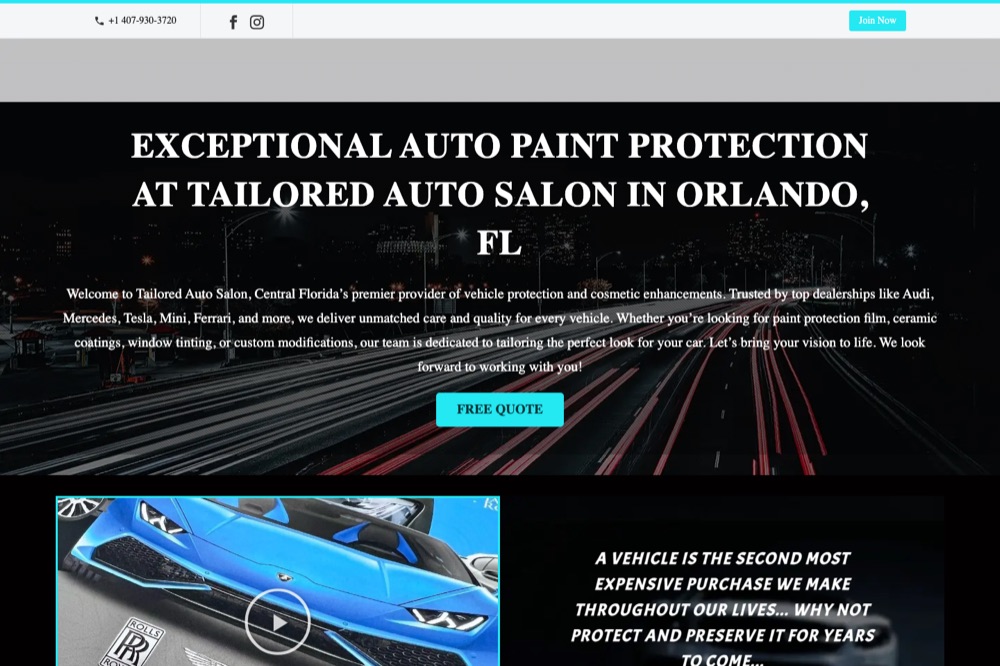 +1 407-930-3720
Join Now
EXCEPTIONAL AUTO PAINT PROTECTION
AT TAILORED AUTO SALON IN ORLANDO,
FL
Welcome to Tailored Auto Salon, Central Florida's premier provider of vehicle protection and cosmetic enhancements. Trusted by top dealerships like Audi,
Mercedes, Tesla, Mini, Ferrari, and more, we deliver unmatched care and quality for every vehicle. Whether you're looking for paint protection film, ceramic
coatings, window tinting, or custom modifications, our team is dedicated to tailoring the perfect look for your car. Let's bring your vision to life. We look
forward to working with you!
FREE QUOTE
A VEHICLE IS THE SECOND MOST
EXPENSIVE PURCHASE WE MAKE
THROUGHOUT OUR LIVES... WHY NOT
PROTECT AND PRESERVE IT FOR YEARS
TO COME...
ROLLS
RR